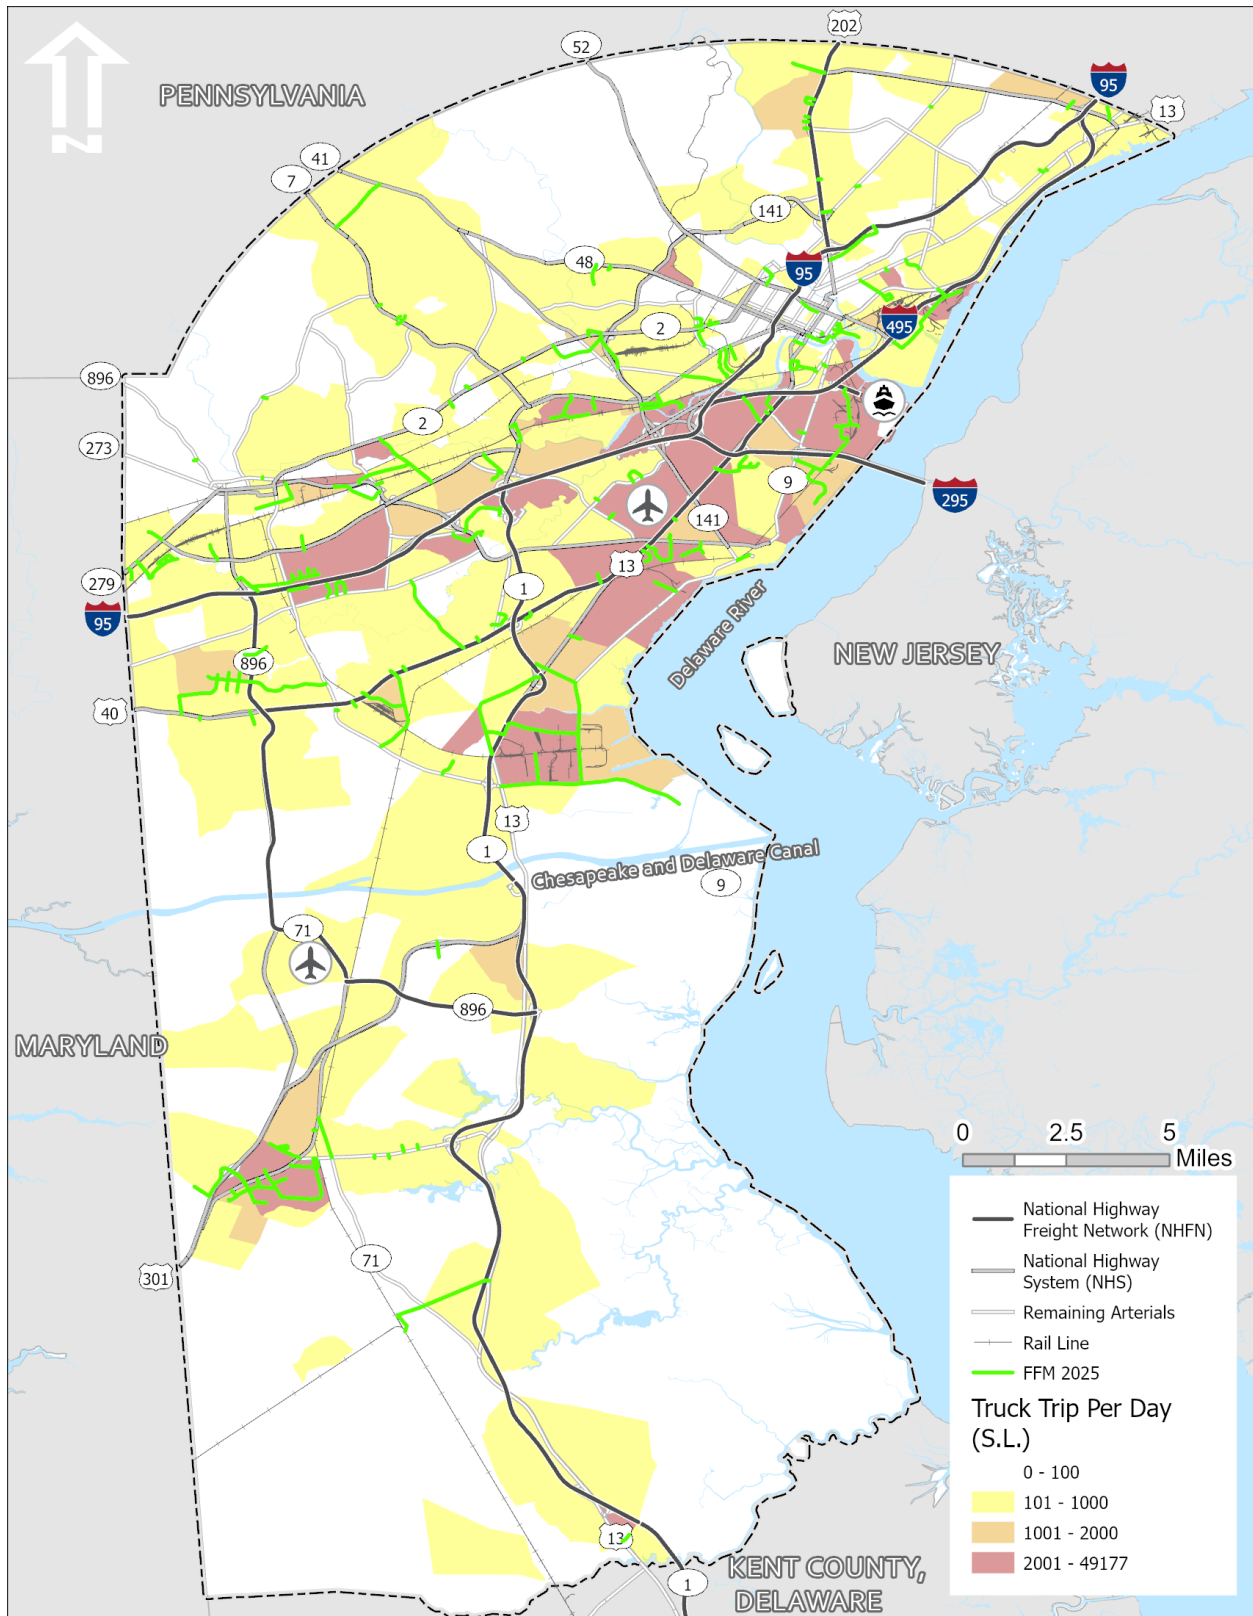 202
52
95
PENNSYLVANIA
13
41
7
141
48
95
495
2
896
2
273
9
295
141
279
13
1
95
Delaware River
896
NEW JERSEY
40
13
1
Chesapeake and Delaware Canal
9
71
896
MARYLAND
0 2.5 5
Miles
National Highway
Freight Network (NHFN)
National Highway
System (NHS)
Remaining Arterials
Rail Line
FFM 2025
Truck Trip Per Day
(S.L.)
0 - 100
101 - 1000
1001 - 2000
2001 - 49177
71
301
13
KENT COUNTY,
DELAWARE
1
N